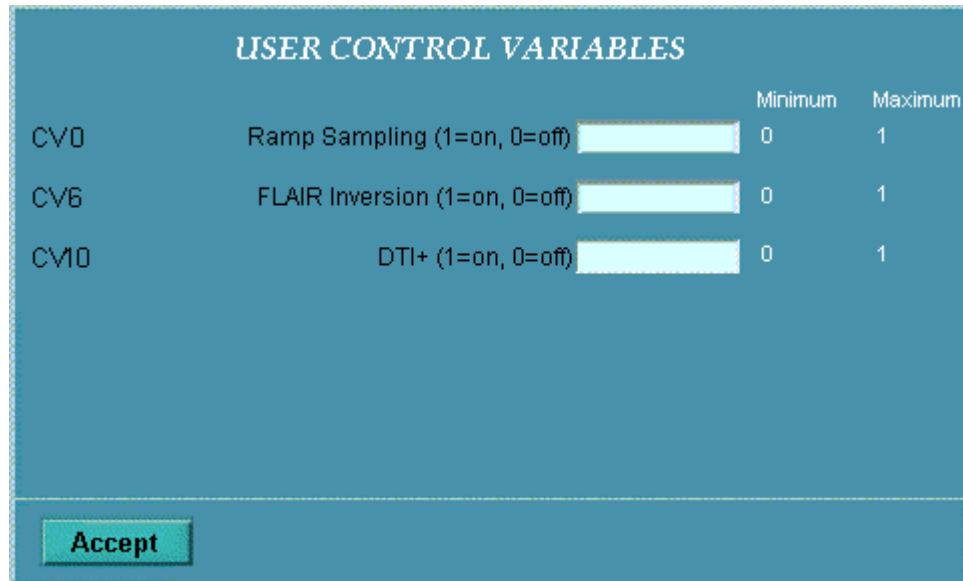 USER CONTROL VARIABLES
Minimum Maximum
CV0 Ramp Sampling (1=on, 0=off) 0 1
CV6 FLAIR Inversion (1=on, 0=off) 0 1
CV10 DTI+ (1=on, 0=off) 0 1
Accept